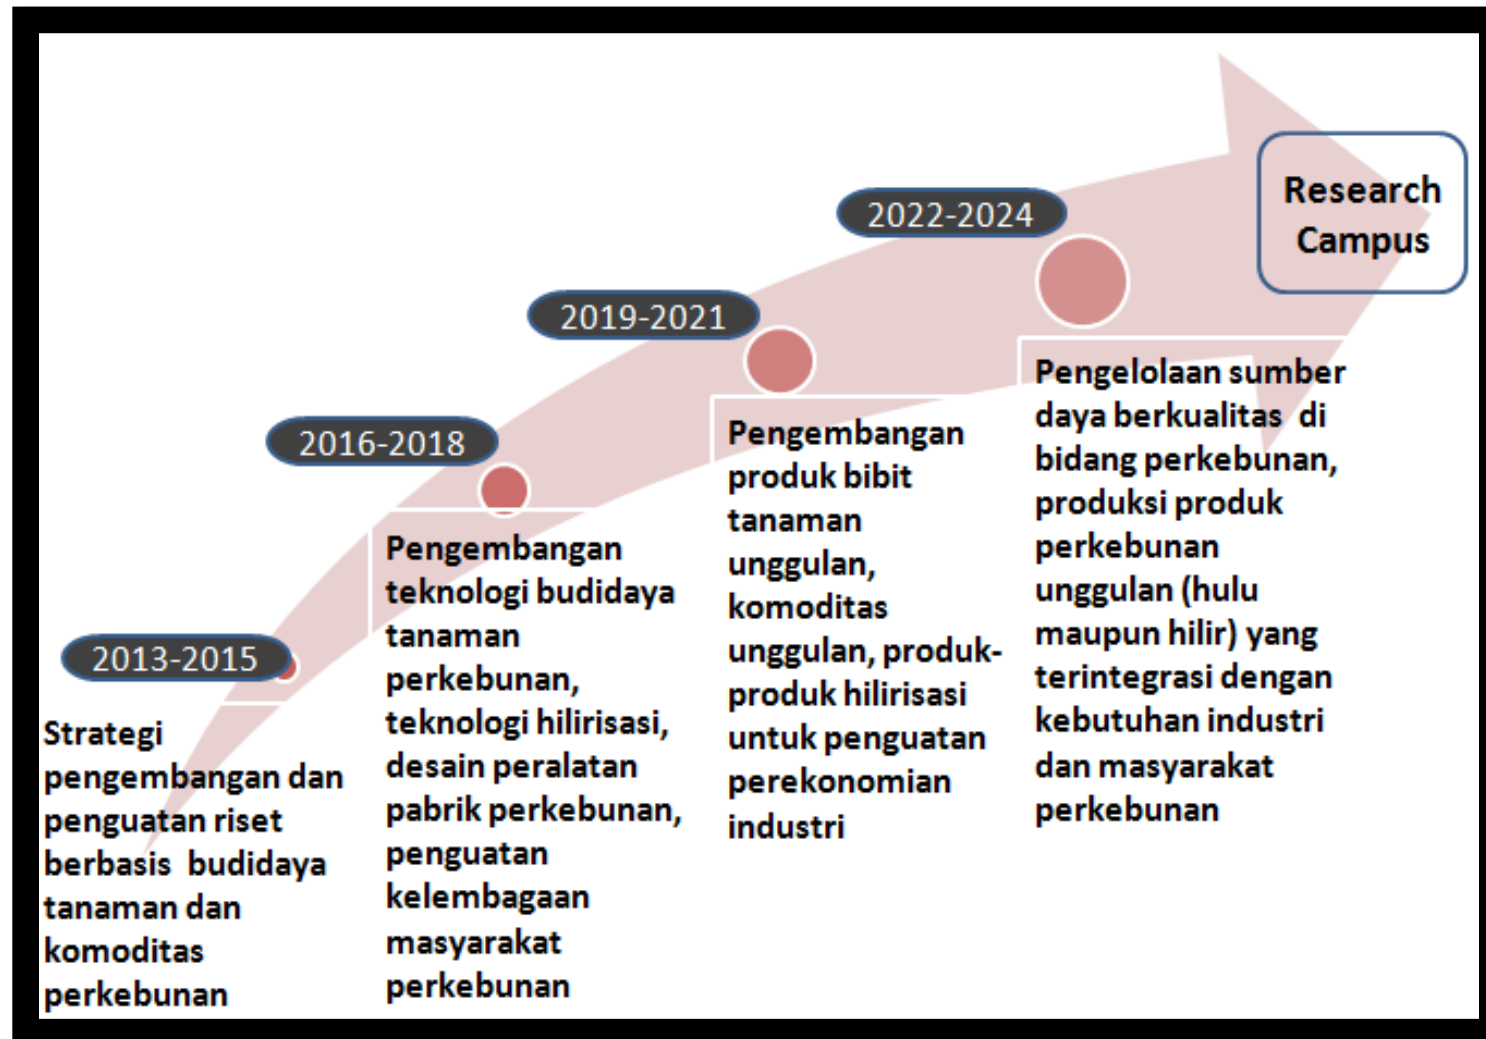 2013-2015
Strategi
pengembangan dan
penguatan riset
berbasis budidaya
tanaman dan
komoditas
perkebunan
2016-2018
Pengembangan
teknologi budidaya
tanaman
perkebunan,
teknologi hilirisasi,
desain peralatan
pabrik perkebunan,
penguatan
kelembagaan
masyarakat
perkebunan
2019-2021
Pengembangan
produk bibit
tanaman
unggulan,
komoditas
unggulan, produk-
produk hilirisasi
untuk penguatan
perekonomian
industri
2022-2024
Pengelolaan sumber
daya berkualitas di
bidang perkebunan,
produksi produk
perkebunan
unggulan (hulu
maupun hilir) yang
terintegrasi dengan
kebutuhan industri
dan masyarakat
perkebunan
Research
Campus